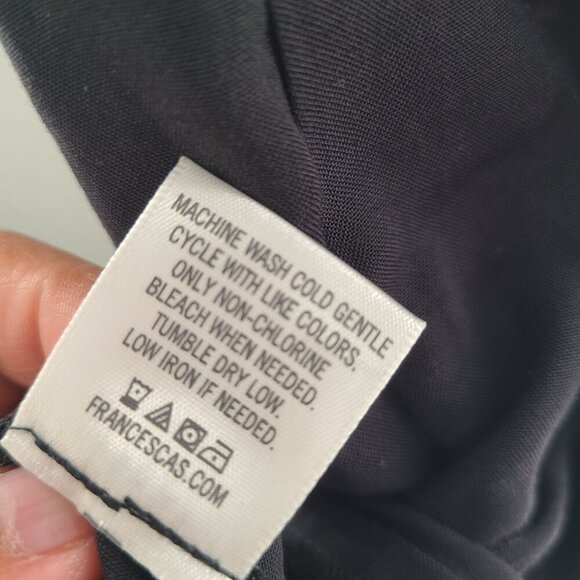 MACHINE WASH COLD GENTLE
CYCLE WITH LIKE COLORS.
ONLY NON-CHLORINE
BLEACH WHEN NEEDED.
TUMBLE DRY LOW.
LOW IRON IF NEEDED.
FRANCESCAS.COM